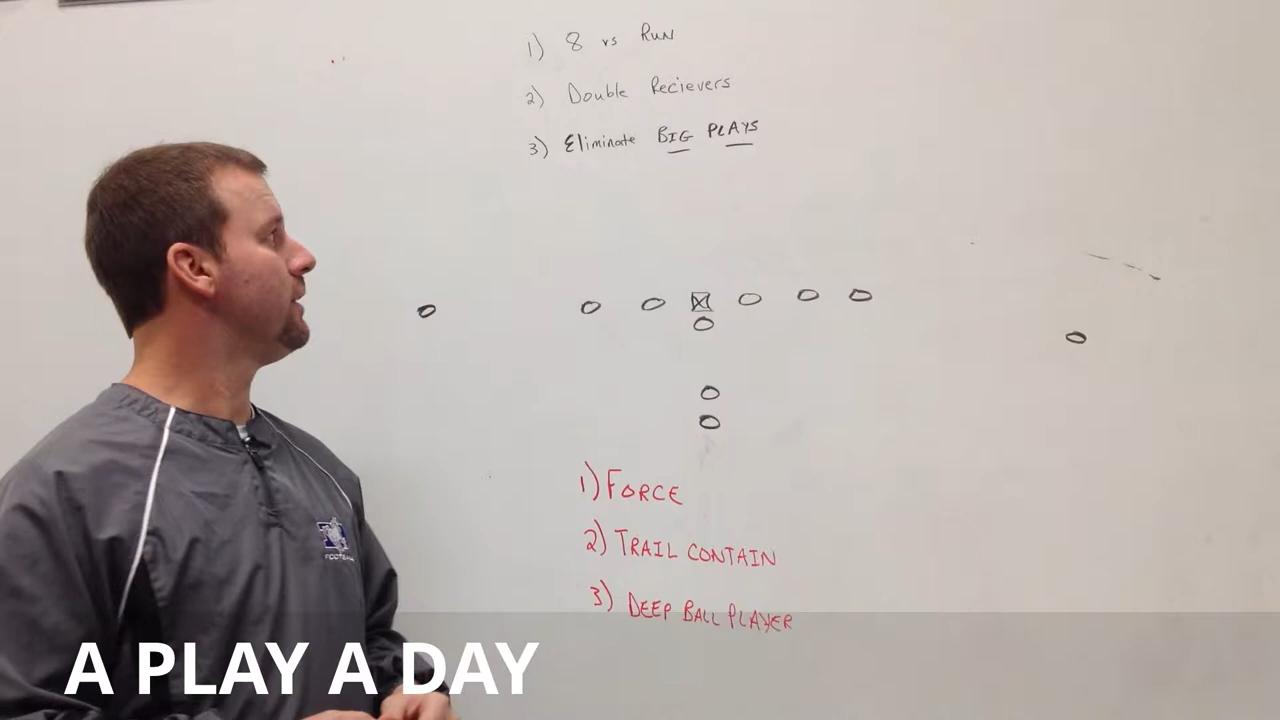 1) 8 vs Run
2) Double Recievers
3) Eliminate BIG PLAYS
1) FORCE
2) TRAIL CONTAIN
3) DEEP BALL PLAYER
FOOTBALL
A PLAY A DAY